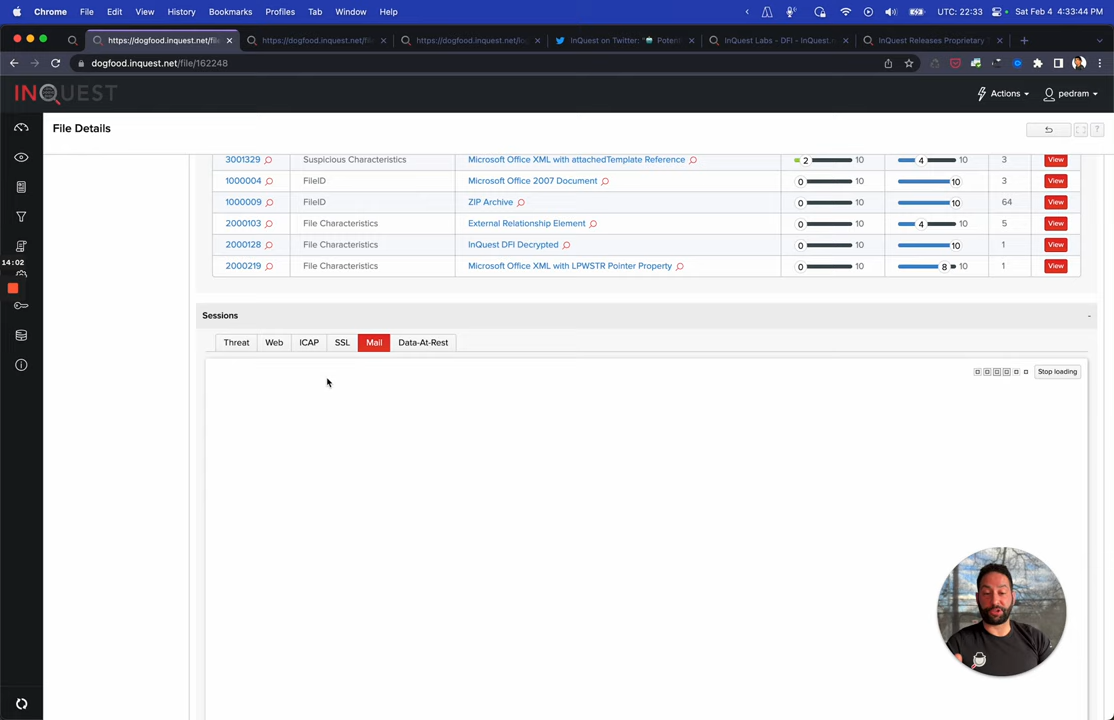 Chrome File Edit View History Bookmarks Profiles Tab Window Help UTC: 22:33 Sat Feb 4 4:33:44 PM
https://dogfood.inquest.net/file https://dogfood.inquest.net/file https://dogfood.inquest.net/lo InQuest on Twitter: "Potent InQuest Labs - DFI - InQuest.n InQuest Releases Proprietary
dogfood.inquest.net/file/162248
INQUEST Actions pedram
File Details ?
3001329 Suspicious Characteristics Microsoft Office XML with attachedTemplate Reference 2 10 4 10 3 View
1000004 FileID Microsoft Office 2007 Document 0 10 10 3 View
1000009 FileID ZIP Archive 0 10 10 64 View
2000103 File Characteristics External Relationship Element 0 10 4 10 5 View
2000128 File Characteristics InQuest DFI Decrypted 0 10 10 1 View
14:02
2000219 File Characteristics Microsoft Office XML with LPWSTR Pointer Property 0 10 8 10 1 View
Sessions -
Threat Web ICAP SSL Mail Data-At-Rest
Stop loading